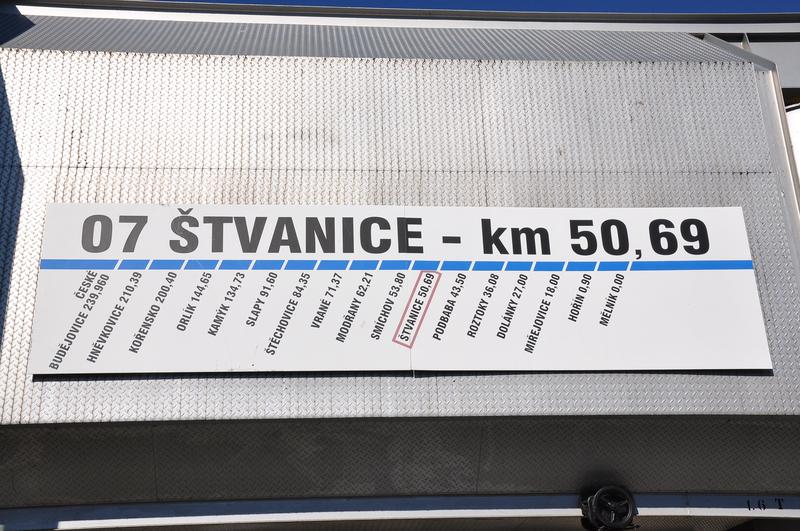 07 ŠTVANICE - km 50,69
ČESKÉ
BUDĚJOVICE 239,960
HNĚVKOVICE 210,39
KOŘENSKO 200,40
ORLÍK 144,65
KAMÝK 134,73
SLAPY 91,60
ŠTĚCHOVICE 84,35
VRANÉ 71,37
MODŘANY 62,21
SMÍCHOV 53,80
ŠTVANICE 50,69
PODBABA 43,50
ROZTOKY 36,08
DOLÁNKY 27,00
MIŘEJOVICE 18,00
HOŘÍN 0,90
MĚLNÍK 0,00
1.6 T